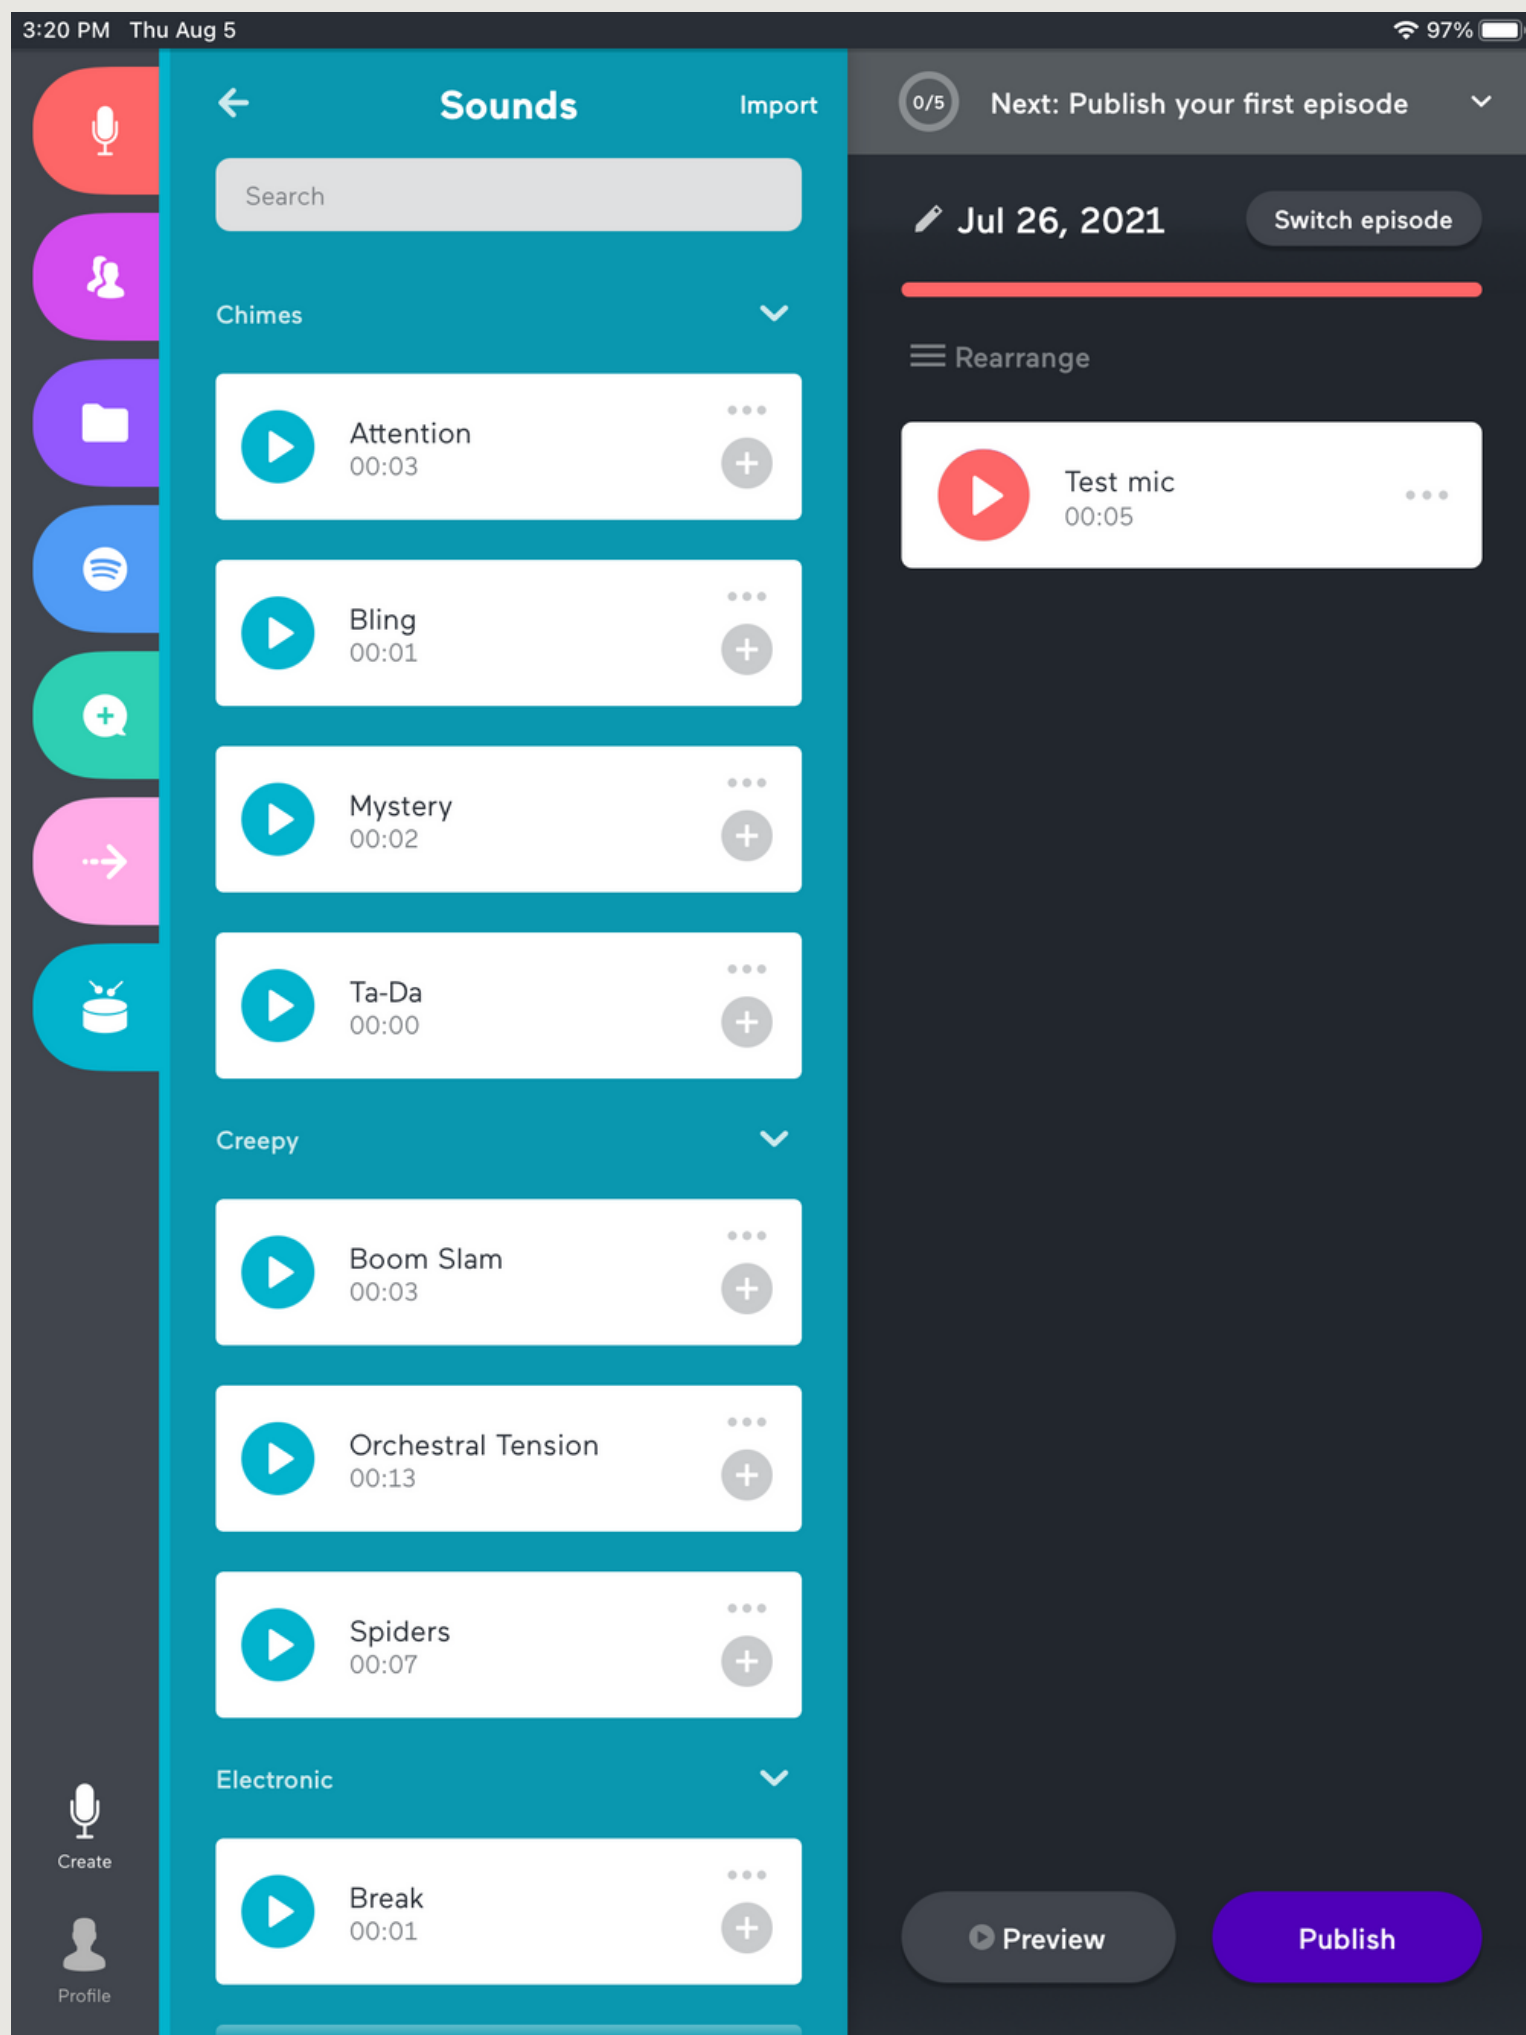 3:20 PM Thu Aug 5
97%
Sounds
Import
Search
Chimes
Attention
00:03
Bling
00:01
Mystery
00:02
Ta-Da
00:00
Creepy
Boom Slam
00:03
Orchestral Tension
00:13
Spiders
00:07
Electronic
Break
00:01
Create
Profile
0/5
Next: Publish your first episode
Jul 26, 2021
Switch episode
Rearrange
Test mic
00:05
Preview
Publish